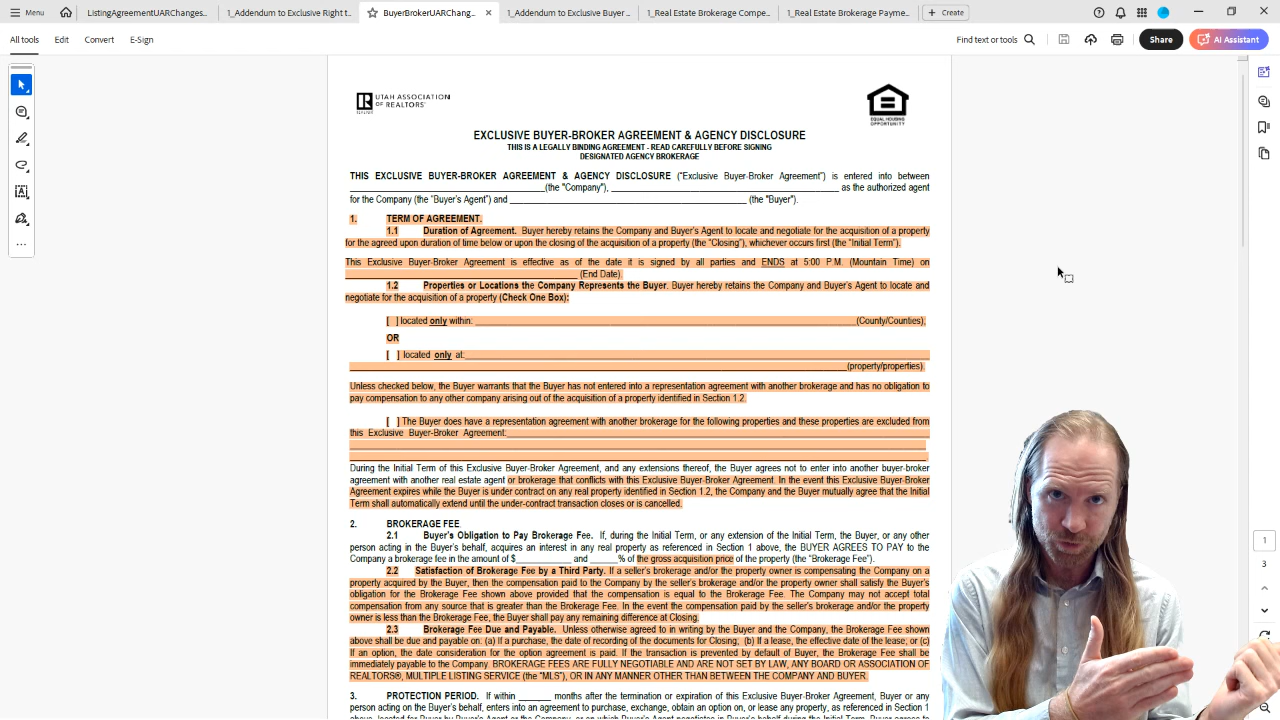 Menu ListingAgreementUARChanges... 1_Addendum to Exclusive Right t... BuyerBrokerUARChang... 1_Addendum to Exclusive Buyer ... 1_Real Estate Brokerage Compe... 1_Real Estate Brokerage Payme... Create
All tools Edit Convert E-Sign Find text or tools Share AI Assistant
UTAH ASSOCIATION
OF REALTORS®
EQUAL HOUSING
OPPORTUNITY
EXCLUSIVE BUYER-BROKER AGREEMENT & AGENCY DISCLOSURE
THIS IS A LEGALLY BINDING AGREEMENT - READ CAREFULLY BEFORE SIGNING
DESIGNATED AGENCY BROKERAGE
THIS EXCLUSIVE BUYER-BROKER AGREEMENT & AGENCY DISCLOSURE ("Exclusive Buyer-Broker Agreement") is entered into between
(the "Company"), as the authorized agent
for the Company (the "Buyer's Agent") and (the "Buyer").
1. TERM OF AGREEMENT.
1.1 Duration of Agreement. Buyer hereby retains the Company and Buyer's Agent to locate and negotiate for the acquisition of a property
for the agreed upon duration of time below or upon the closing of the acquisition of a property (the "Closing"), whichever occurs first (the "Initial Term").
This Exclusive Buyer-Broker Agreement is effective as of the date it is signed by all parties and ENDS at 5:00 P.M. (Mountain Time) on
(End Date).
1.2 Properties or Locations the Company Represents the Buyer. Buyer hereby retains the Company and Buyer's Agent to locate and
negotiate for the acquisition of a property (Check One Box):
[ ] located only within: (County/Counties);
OR
[ ] located only at:
(property/properties).
Unless checked below, the Buyer warrants that the Buyer has not entered into a representation agreement with another brokerage and has no obligation to
pay compensation to any other company arising out of the acquisition of a property identified in Section 1.2.
[ ] The Buyer does have a representation agreement with another brokerage for the following properties and these properties are excluded from
this Exclusive Buyer-Broker Agreement:
During the Initial Term of this Exclusive Buyer-Broker Agreement, and any extensions thereof, the Buyer agrees not to enter into another buyer-broker
agreement with another real estate agent or brokerage that conflicts with this Exclusive Buyer-Broker Agreement. In the event this Exclusive Buyer-Broker
Agreement expires while the Buyer is under contract on any real property identified in Section 1.2, the Company and the Buyer mutually agree that the Initial
Term shall automatically extend until the under-contract transaction closes or is cancelled.
2. BROKERAGE FEE.
2.1 Buyer's Obligation to Pay Brokerage Fee. If, during the Initial Term, or any extension of the Initial Term, the Buyer, or any other
person acting in the Buyer's behalf, acquires an interest in any real property as referenced in Section 1 above, the BUYER AGREES TO PAY to the
Company a brokerage fee in the amount of $ and % of the gross acquisition price of the property (the "Brokerage Fee").
2.2 Satisfaction of Brokerage Fee by a Third Party. If a seller's brokerage and/or the property owner is compensating the Company on a
property acquired by the Buyer, then the compensation paid to the Company by the seller's brokerage and/or the property owner shall satisfy the Buyer's
obligation for the Brokerage Fee shown above provided that the compensation is equal to the Brokerage Fee. The Company may not accept total
compensation from any source that is greater than the Brokerage Fee. In the event the compensation paid by the seller's brokerage and/or the property
owner is less than the Brokerage Fee, the Buyer shall pay any remaining difference at Closing.
2.3 Brokerage Fee Due and Payable. Unless otherwise agreed to in writing by the Buyer and the Company, the Brokerage Fee shown
above shall be due and payable on: (a) If a purchase, the date of recording of the documents for Closing; (b) If a lease, the effective date of the lease; or (c)
If an option, the date consideration for the option agreement is paid. If the transaction is prevented by default of Buyer, the Brokerage Fee shall be
immediately payable to the Company. BROKERAGE FEES ARE FULLY NEGOTIABLE AND ARE NOT SET BY LAW, ANY BOARD OR ASSOCIATION OF
REALTORS®, MULTIPLE LISTING SERVICE (the "MLS"), OR IN ANY MANNER OTHER THAN BETWEEN THE COMPANY AND BUYER.
3. PROTECTION PERIOD. If within months after the termination or expiration of this Exclusive Buyer-Broker Agreement, Buyer or any
person acting on the Buyer's behalf, enters into an agreement to purchase, exchange, obtain an option on, or lease any property, as referenced in Section 1
1
3